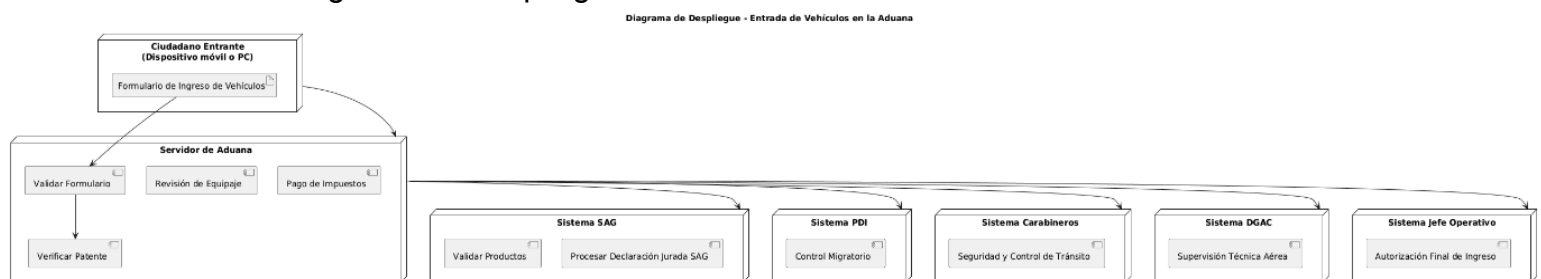 Diagrama de Despliegue - Entrada de Vehículos en la Aduana
Ciudadano Entrante
(Dispositivo móvil o PC)
Formulario de Ingreso de Vehículos
Servidor de Aduana
Validar Formulario
Revisión de Equipaje
Pago de Impuestos
Verificar Patente
Sistema SAG
Validar Productos
Procesar Declaración Jurada SAG
Sistema PDI
Control Migratorio
Sistema Carabineros
Seguridad y Control de Tránsito
Sistema DGAC
Supervisión Técnica Aérea
Sistema Jefe Operativo
Autorización Final de Ingreso